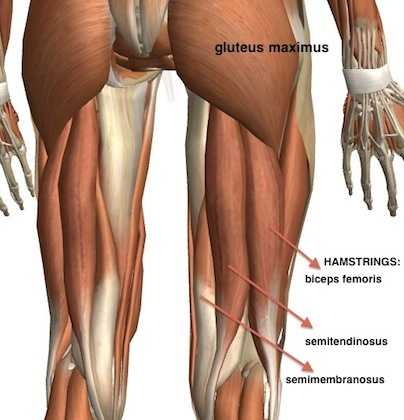 gluteus maximus
HAMSTRINGS:
biceps femoris
semitendinosus
semimembranosus